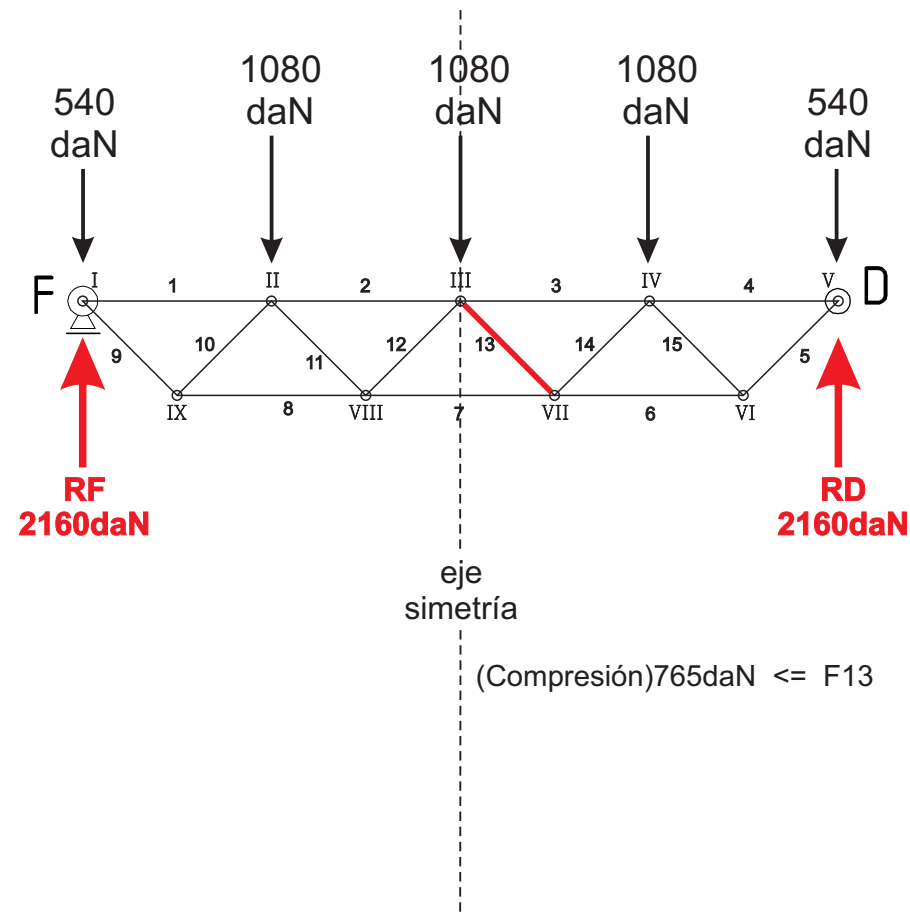 540
daN
1080
daN
1080
daN
1080
daN
540
daN
F
I
1
II
2
III
3
IV
4
V
D
9
10
11
12
13
14
15
5
IX
8
VIII
7
VII
6
VI
RF
2160daN
RD
2160daN
eje
simetría
(Compresión)765daN <= F13